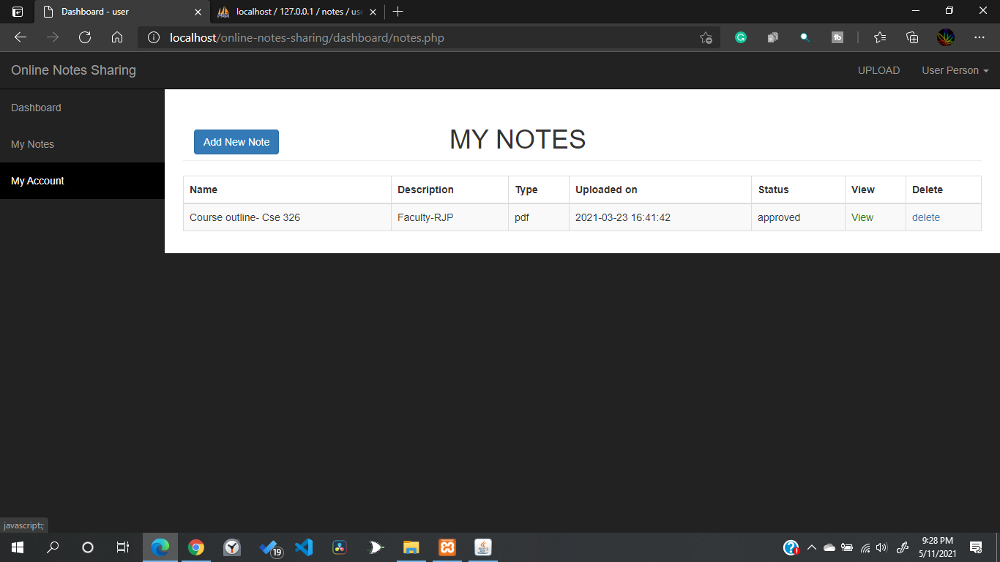 Dashboard - user
localhost / 127.0.0.1 / notes / use
localhost/online-notes-sharing/dashboard/notes.php
Online Notes Sharing
UPLOAD
User Person
Dashboard
My Notes
My Account
Add New Note
MY NOTES
Name Description Type Uploaded on Status View Delete
Course outline- Cse 326 Faculty-RJP pdf 2021-03-23 16:41:42 approved View delete
javascript:;
19
9:28 PM
5/11/2021